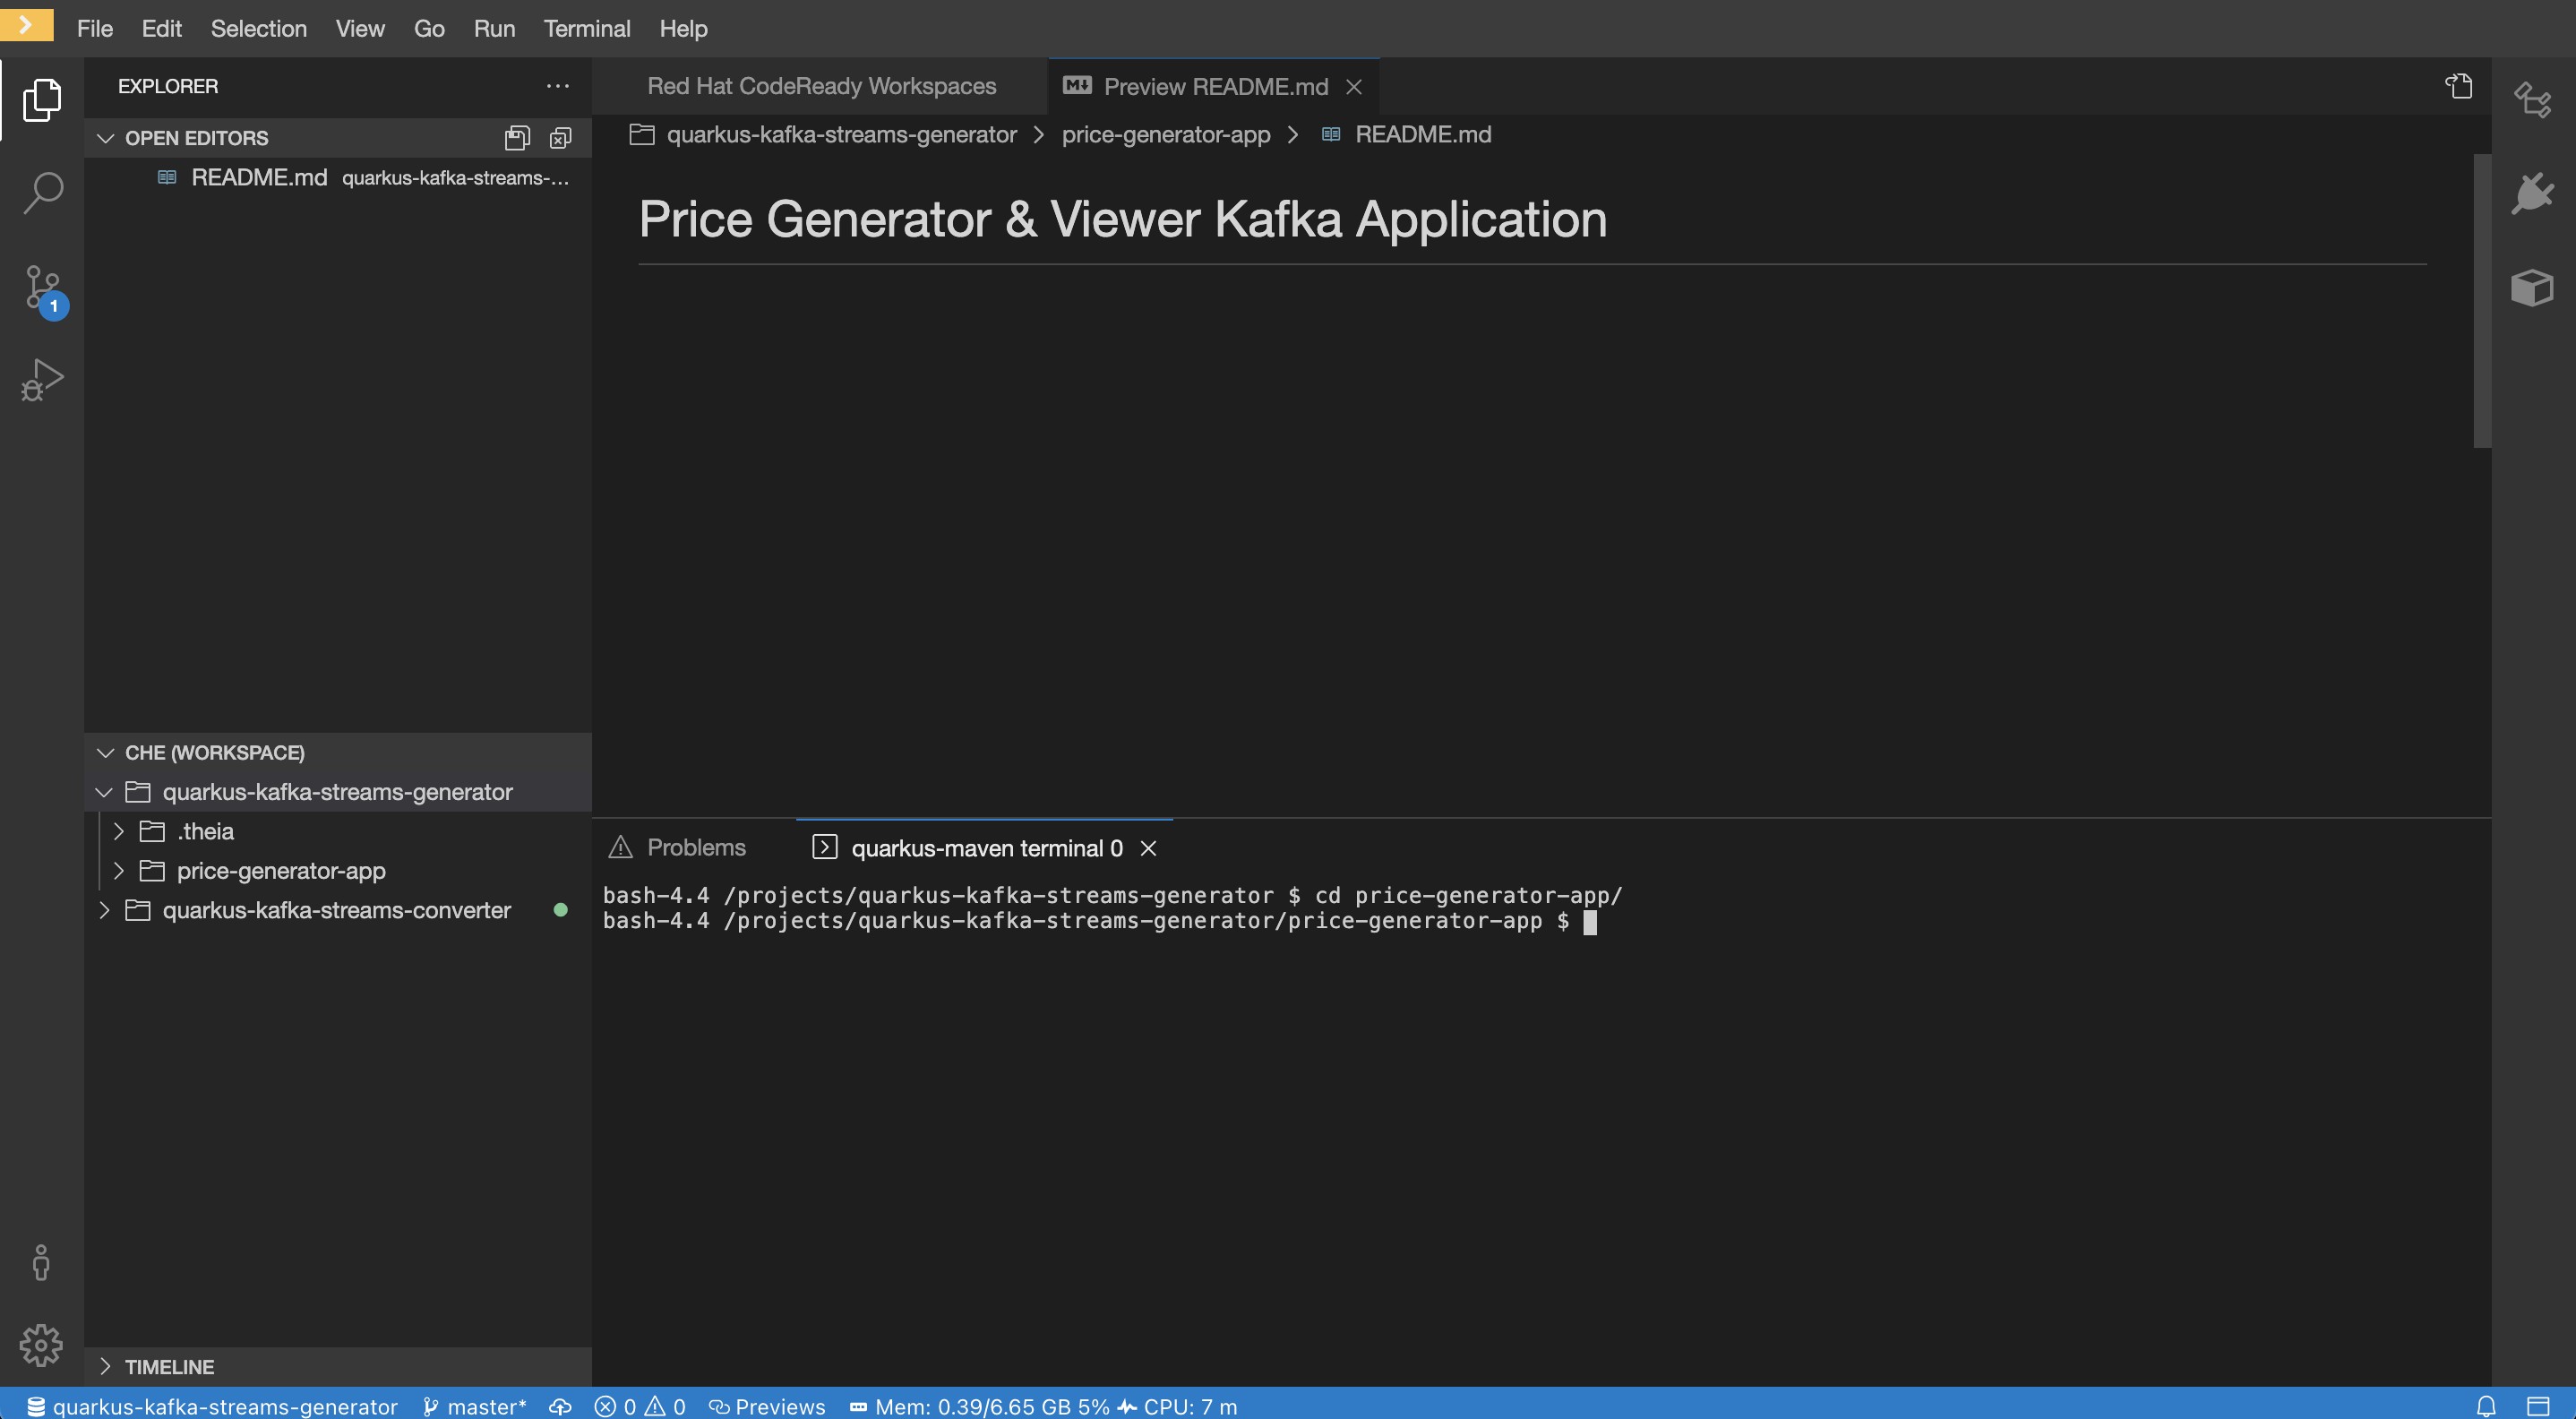 File Edit Selection View Go Run Terminal Help
EXPLORER
OPEN EDITORS
README.md quarkus-kafka-streams-...
Red Hat CodeReady Workspaces
Preview README.md
quarkus-kafka-streams-generator price-generator-app README.md
Price Generator & Viewer Kafka Application
1
CHE (WORKSPACE)
quarkus-kafka-streams-generator
.theia
price-generator-app
quarkus-kafka-streams-converter
Problems quarkus-maven terminal 0
bash-4.4 /projects/quarkus-kafka-streams-generator $ cd price-generator-app/
bash-4.4 /projects/quarkus-kafka-streams-generator/price-generator-app $
TIMELINE
quarkus-kafka-streams-generator master* 0 0 Previews Mem: 0.39/6.65 GB 5% CPU: 7 m